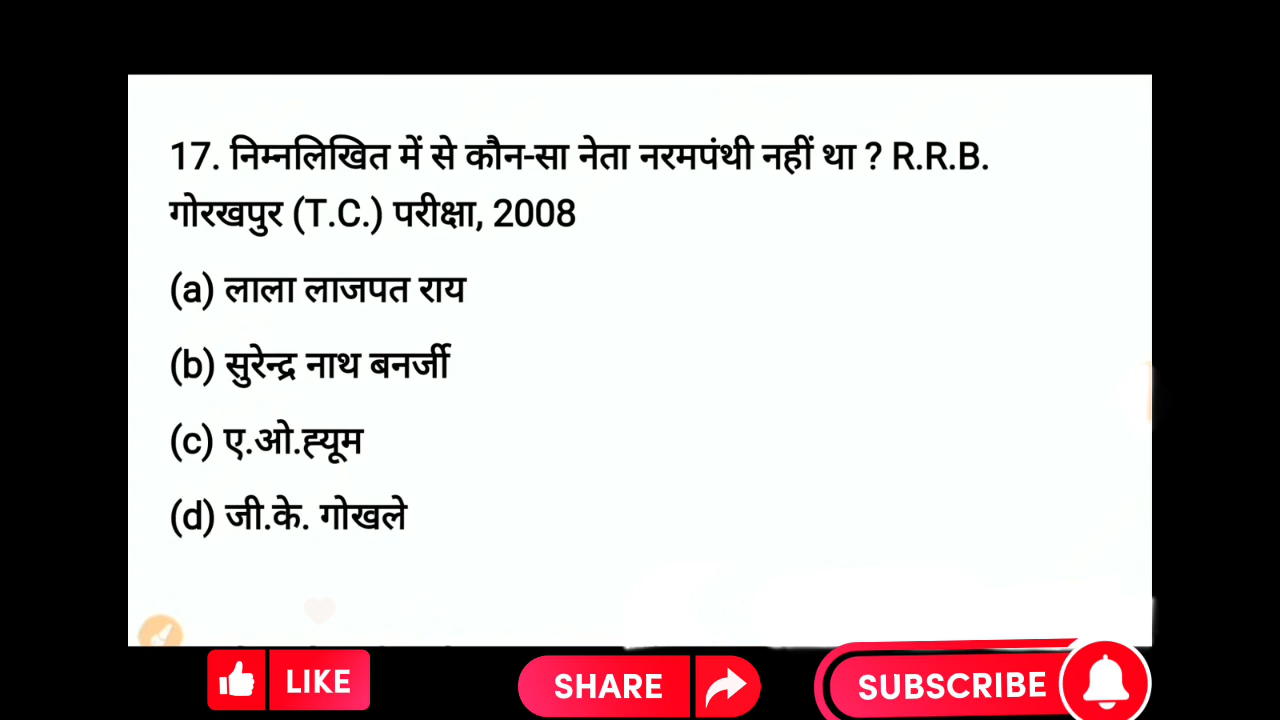 17. निम्नलिखित में से कौन-सा नेता नरमपंथी नहीं था ? R.R.B.
गोरखपुर (T.C.) परीक्षा, 2008
(a) लाला लाजपत राय
(b) सुरेन्द्र नाथ बनर्जी
(c) ए.ओ.ह्यूम
(d) जी.के. गोखले
LIKE
SHARE
SUBSCRIBE